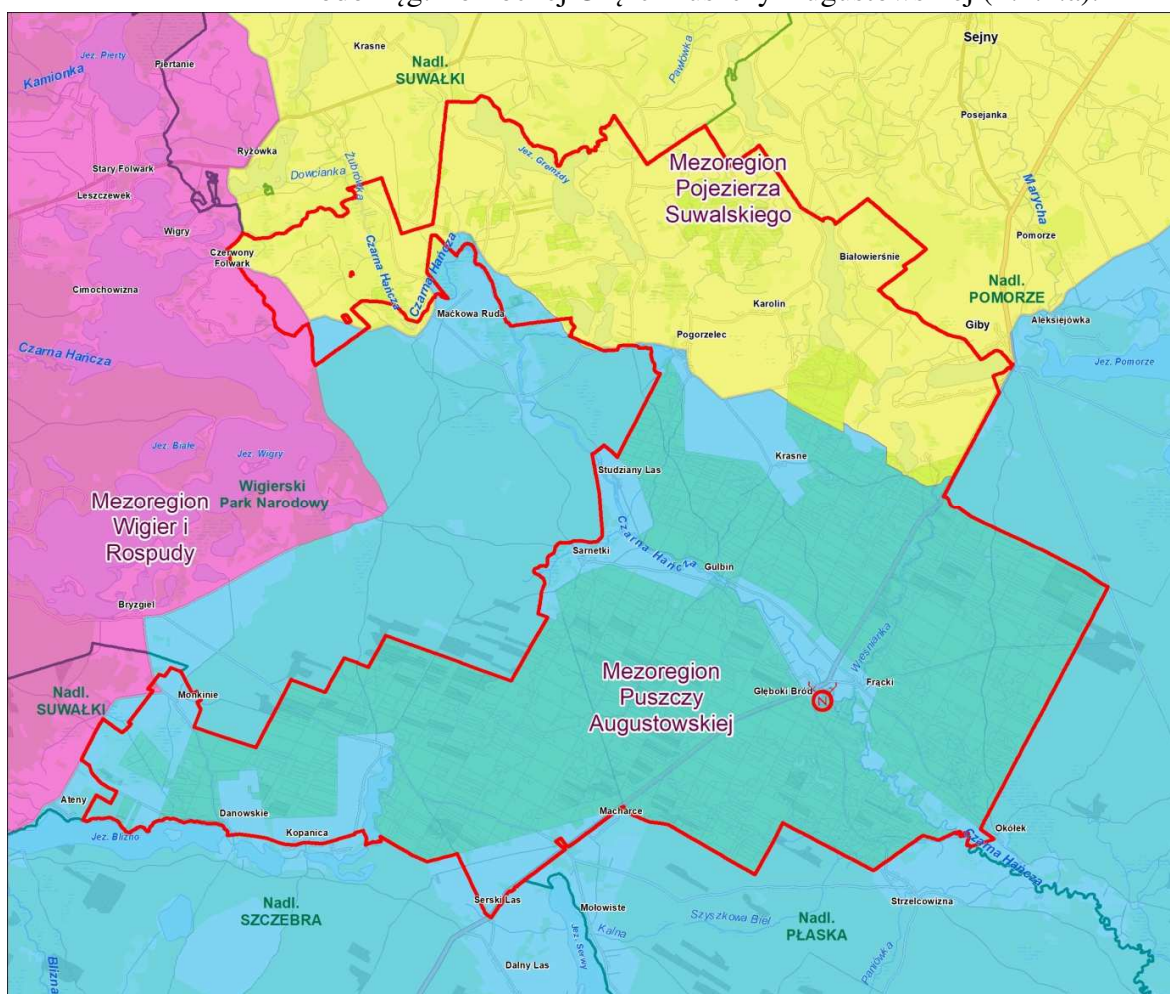 Krasne
Sejny
Jez. Pierty
Piertanie
Kamionka
Nadl.
SUWAŁKI
Pawłówka
Posejanka
Ryżówka
Jez. Gremzdy
Mezoregion
Pojezierza
Suwalskiego
Stary Folwark
Dowcianka
Żubrówka
Leszczewek
Marycha
Wigry
Pomorze
Czerwony
Folwark
Czarna Hańcza
Czarna Hańcza
Białowierśnie
Nadl.
POMORZE
Cimochowizna
Maćkowa Ruda
Karolin
Giby
Aleksiejówka
Pogorzelec
Czarna Hańcza
Jez. Pomorze
Jez. Białe
Jez. Wigry
Krasne
Studziany Las
Wigierski
Park Narodowy
Mezoregion
Wigier i
Rospudy
Czarna Hańcza
Sarnetki
Gulbin
Bryzgiel
Wieśnianka
Mezoregion
Puszczy
Augustowskiej
Nadl.
SUWAŁKI
Monkinie
Głęboki Bród
Frącki
N
Ateny
Danowskie
Macharce
Kopanica
Jez. Blizno
Okółek
Czarna Hańcza
Nadl.
SZCZEBRA
Serski Las
Mołowiste
Szyszkowa Biel
Nadl.
PŁASKA
Strzelcowizna
Kalna
Jez. Serwy
Dalny Las
Paniówka
Blizna